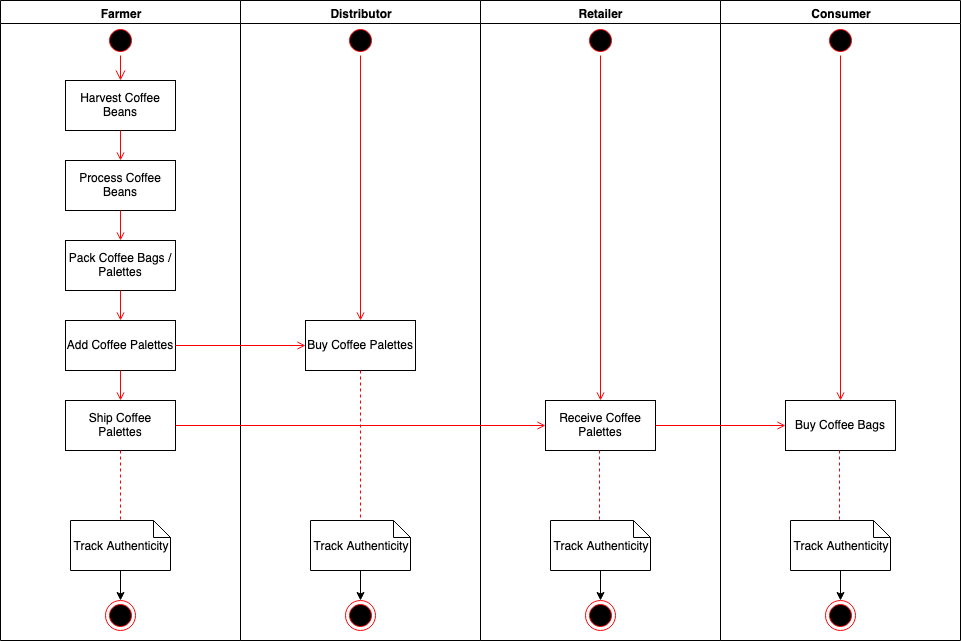 Farmer
Distributor
Retailer
Consumer
Harvest Coffee
Beans
Process Coffee
Beans
Pack Coffee Bags /
Palettes
Add Coffee Palettes
Buy Coffee Palettes
Ship Coffee
Palettes
Receive Coffee
Palettes
Buy Coffee Bags
Track Authenticity
Track Authenticity
Track Authenticity
Track Authenticity